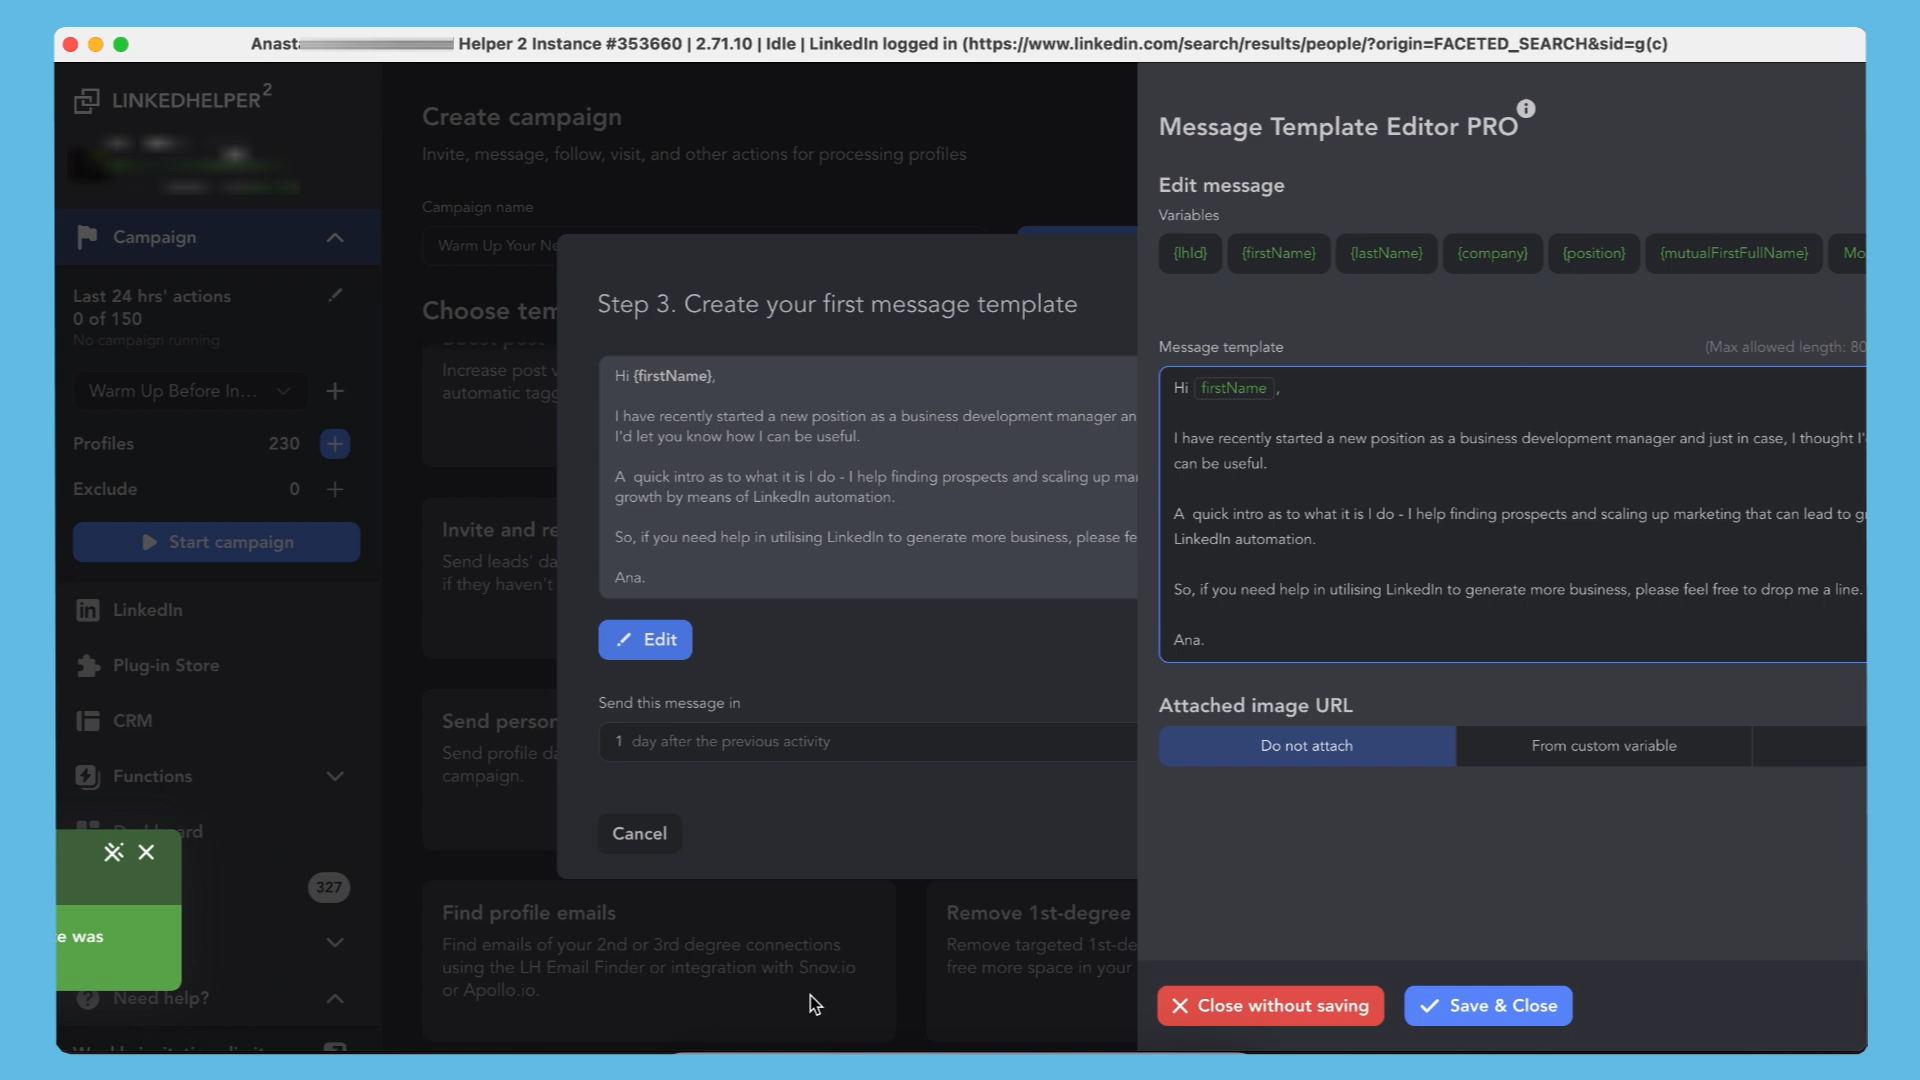 Anast
Helper 2 Instance #353660 | 2.71.10 | Idle | LinkedIn logged in (https://www.linkedin.com/search/results/people/?origin=FACETED_SEARCH&sid=g(c)
LINKEDHELPER2
Campaign
Last 24 hrs' actions
0 of 150
No campaign running
Warm Up Before In...
Profiles 230
Exclude 0
Start campaign
LinkedIn
Plug-in Store
CRM
Functions
327
e was
Need help?
Create campaign
Invite, message, follow, visit, and other actions for processing profiles
Campaign name
Warm Up Your Ne
Choose tem
Increase post v
automatic tagg
Invite and re
Send leads' da
if they haven't
Send person
Send profile da
campaign.
Find profile emails
Find emails of your 2nd or 3rd degree connections
using the LH Email Finder or integration with Snov.io
or Apollo.io.
Remove 1st-degree
Remove targeted 1st-de
free more space in your
Step 3. Create your first message template
Hi {firstName},
I have recently started a new position as a business development manager an
I'd let you know how I can be useful.
A quick intro as to what it is I do - I help finding prospects and scaling up mar
growth by means of LinkedIn automation.
So, if you need help in utilising LinkedIn to generate more business, please fe
Ana.
Edit
Send this message in
1 day after the previous activity
Cancel
Message Template Editor PRO
Edit message
Variables
{lhId} {firstName} {lastName} {company} {position} {mutualFirstFullName} Mo
Message template (Max allowed length: 80
Hi firstName ,
I have recently started a new position as a business development manager and just in case, I thought I'
can be useful.
A quick intro as to what it is I do - I help finding prospects and scaling up marketing that can lead to g
LinkedIn automation.
So, if you need help in utilising LinkedIn to generate more business, please feel free to drop me a line.
Ana.
Attached image URL
Do not attach From custom variable
Close without saving Save & Close